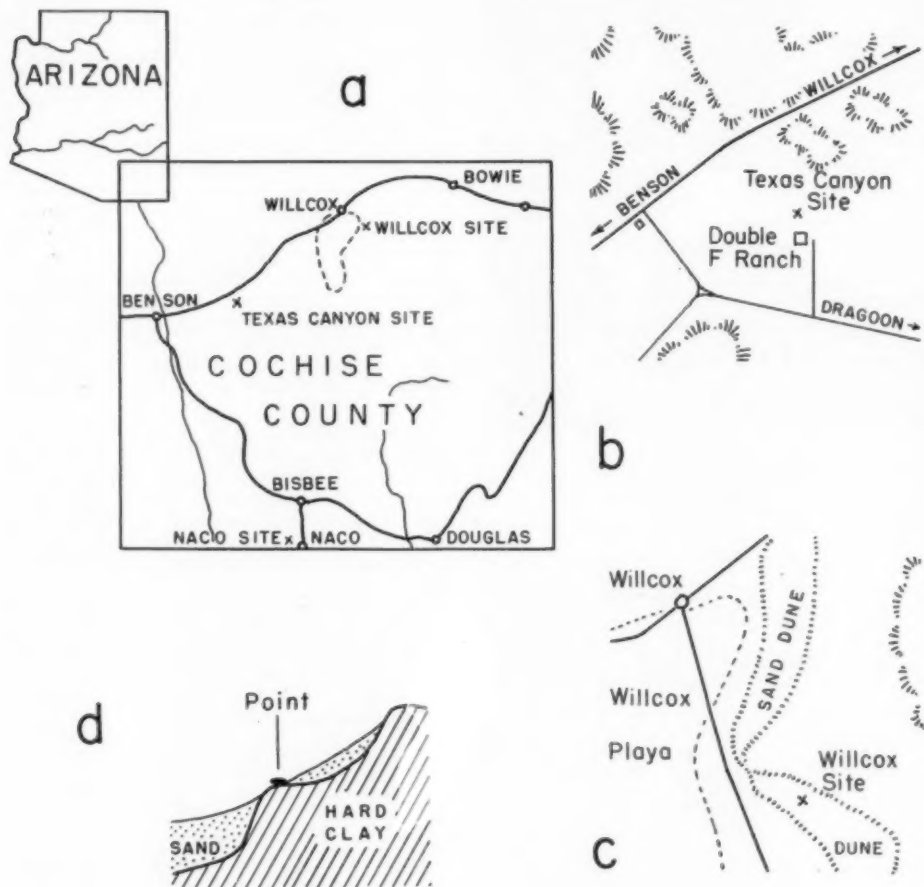 ARIZONA
a
BOWIE
WILLCOX
WILLCOX SITE
BENSON
TEXAS CANYON SITE
COCHISE
COUNTY
BISBEE
NACO SITE
NACO
DOUGLAS
WILLCOX
BENSON
Texas Canyon
Site
Double
F Ranch
DRAGOON
b
Willcox
SAND DUNE
Willcox
Playa
Willcox
Site
DUNE
c
d
Point
HARD
CLAY
SAND